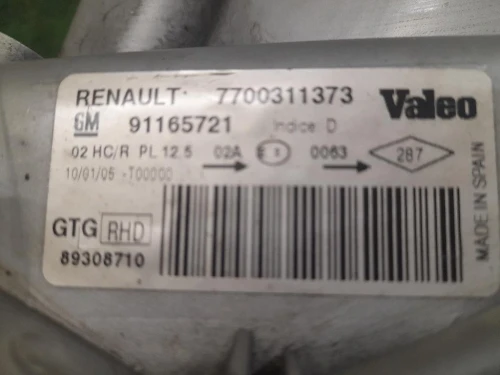 RENAULT: 7700311373 Valeo
GM 91165721 Indice D
02 HC/R PL 12.5 02A 0063 287
10/01/05 -T00000
GTG RHD
89308710
MADE IN SPAIN